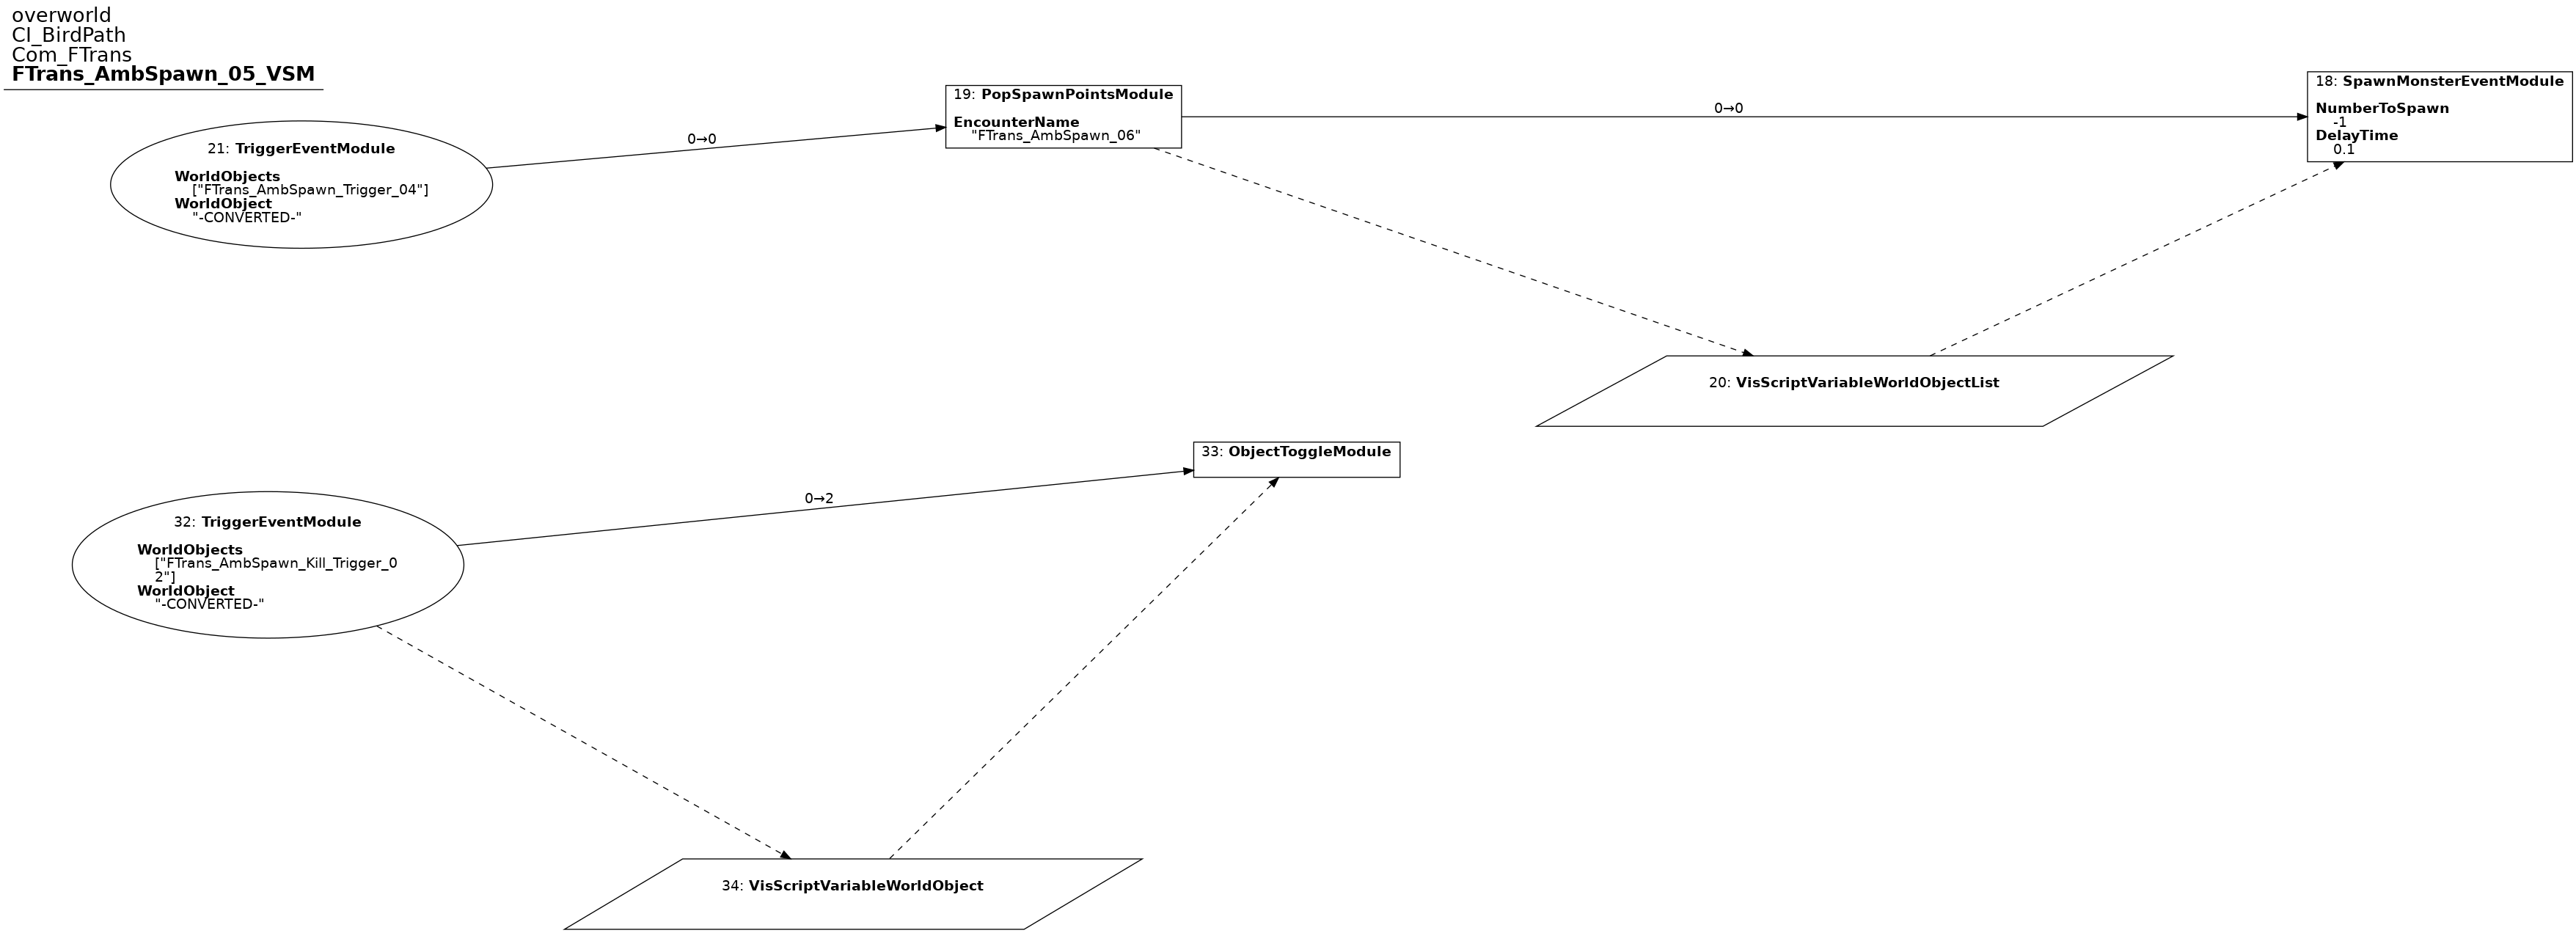 overworld
CI_BirdPath
Com_FTrans
FTrans_AmbSpawn_05_VSM
21: TriggerEventModule
WorldObjects
["FTrans_AmbSpawn_Trigger_04"]
WorldObject
"-CONVERTED-"
0→0
19: PopSpawnPointsModule
EncounterName
"FTrans_AmbSpawn_06"
0→0
18: SpawnMonsterEventModule
NumberToSpawn
-1
DelayTime
0.1
20: VisScriptVariableWorldObjectList
32: TriggerEventModule
WorldObjects
["FTrans_AmbSpawn_Kill_Trigger_0
2"]
WorldObject
"-CONVERTED-"
0→2
33: ObjectToggleModule
34: VisScriptVariableWorldObject